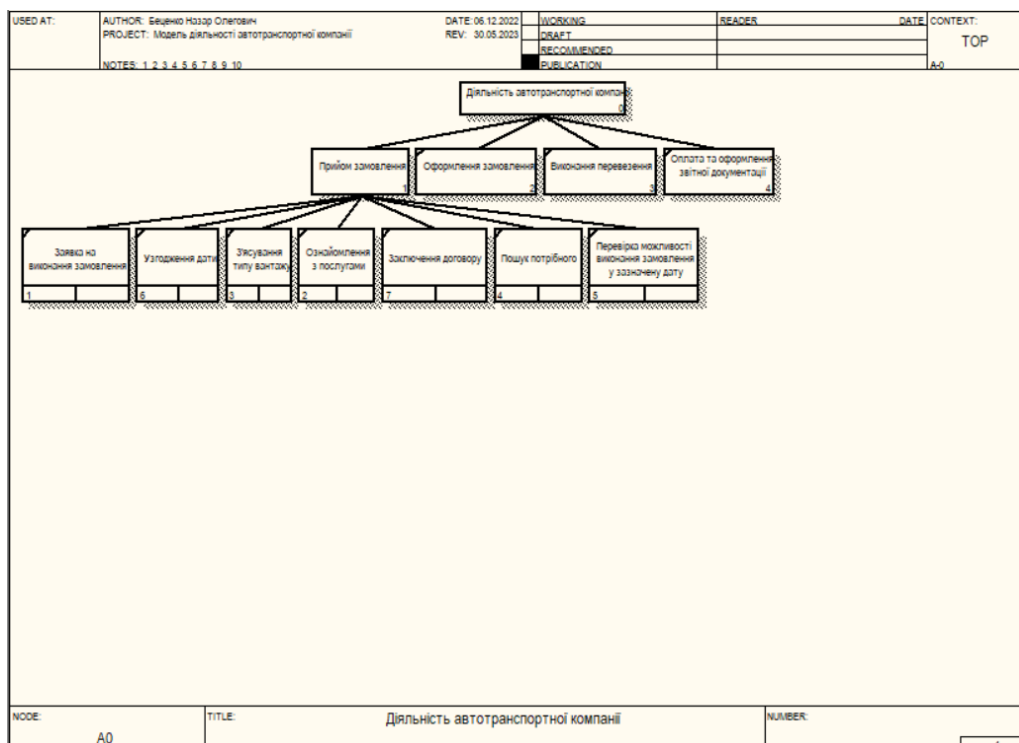 USED AT:
AUTHOR: Беценко Назар Олегович
DATE: 06.12.2022
WORKING
READER
DATE
CONTEXT:
PROJECT: Модель діяльності автотранспортної компанії
REV: 30.05.2023
DRAFT
TOP
RECOMMENDED
NOTES: 1 2 3 4 5 6 7 8 9 10
PUBLICATION
A-0
Діяльність автотранспортної компані
0
Прийом замовлення
1
Оформлення замовлення
2
Виконання перевезення
3
Оплата та оформлення
звітної документації
4
Заявка на
виконання замовлення
1
Узгодження дати
6
З'ясування
типу вантажу
3
Ознайомлення
з послугами
2
Заключення договору
7
Пошук потрібного
4
Перевірка можливості
виконання замовлення
у зазначену дату
5
NODE:
A0
TITLE:
Діяльність автотранспортної компанії
NUMBER: